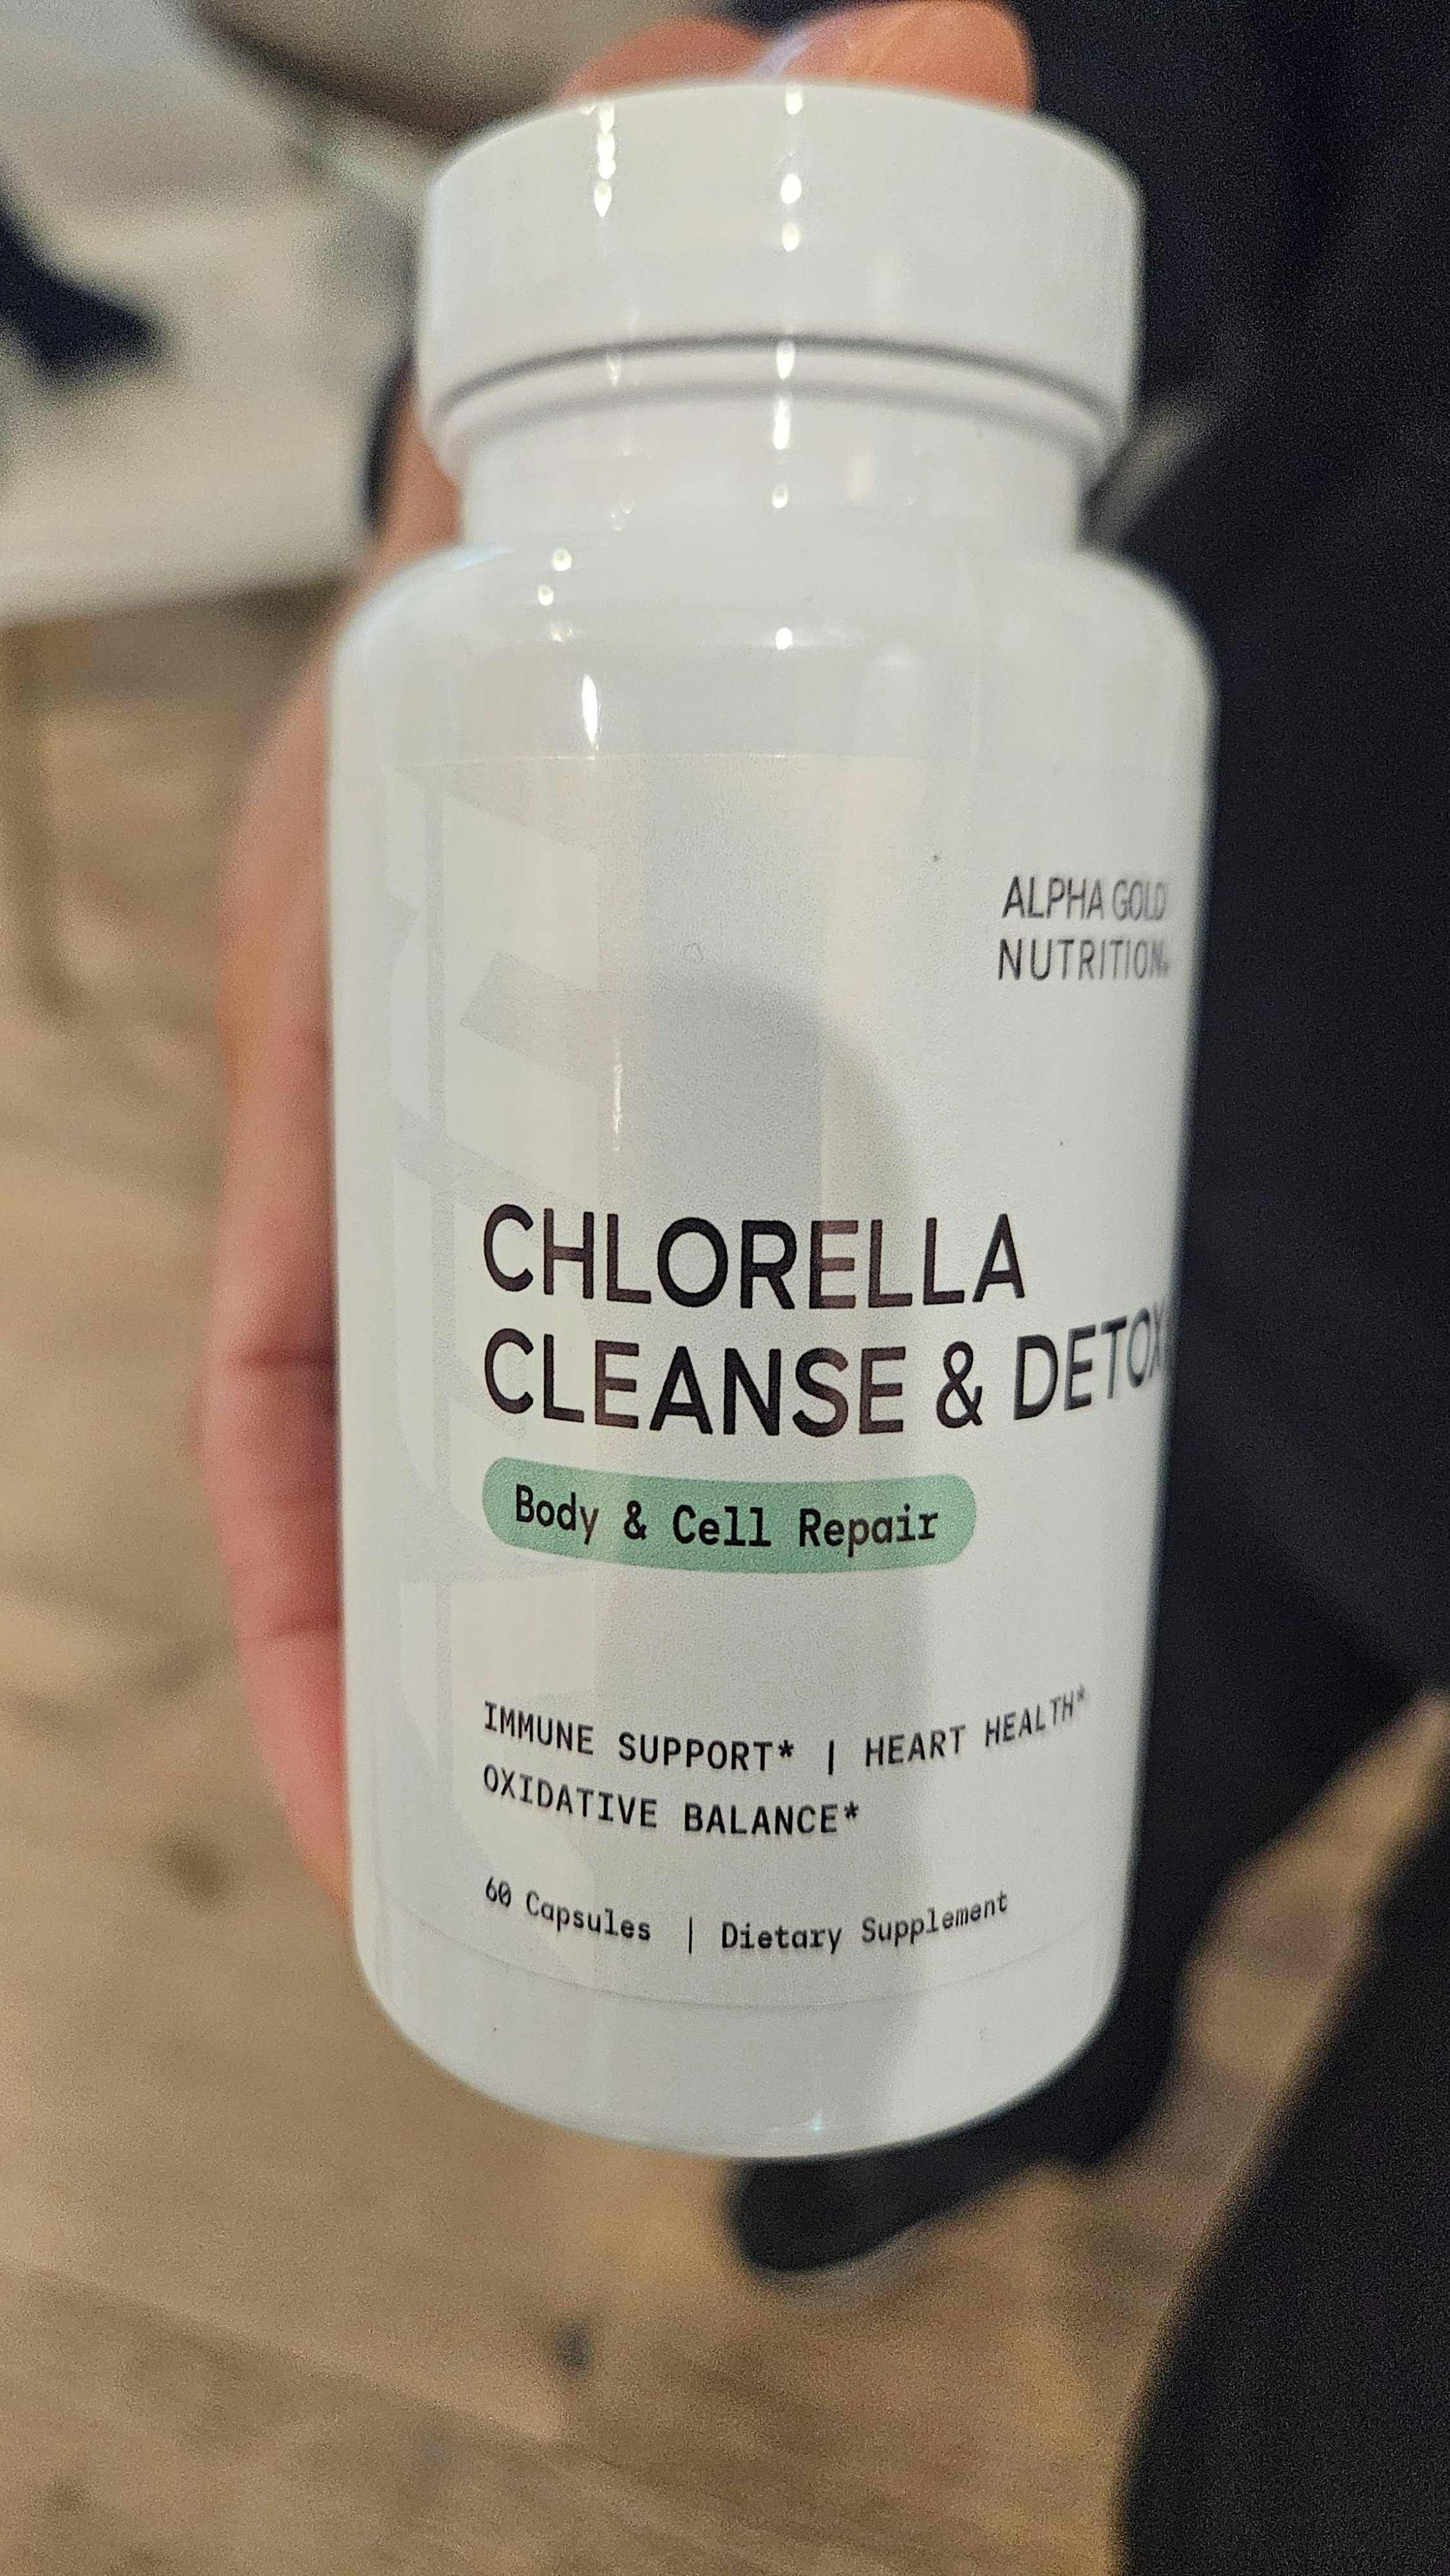 ALPHA GOLD
NUTRITION
CHLORELLA
CLEANSE & DETOX
Body & Cell Repair
IMMUNE SUPPORT* | HEART HEALTH*
OXIDATIVE BALANCE*
60 Capsules | Dietary Supplement